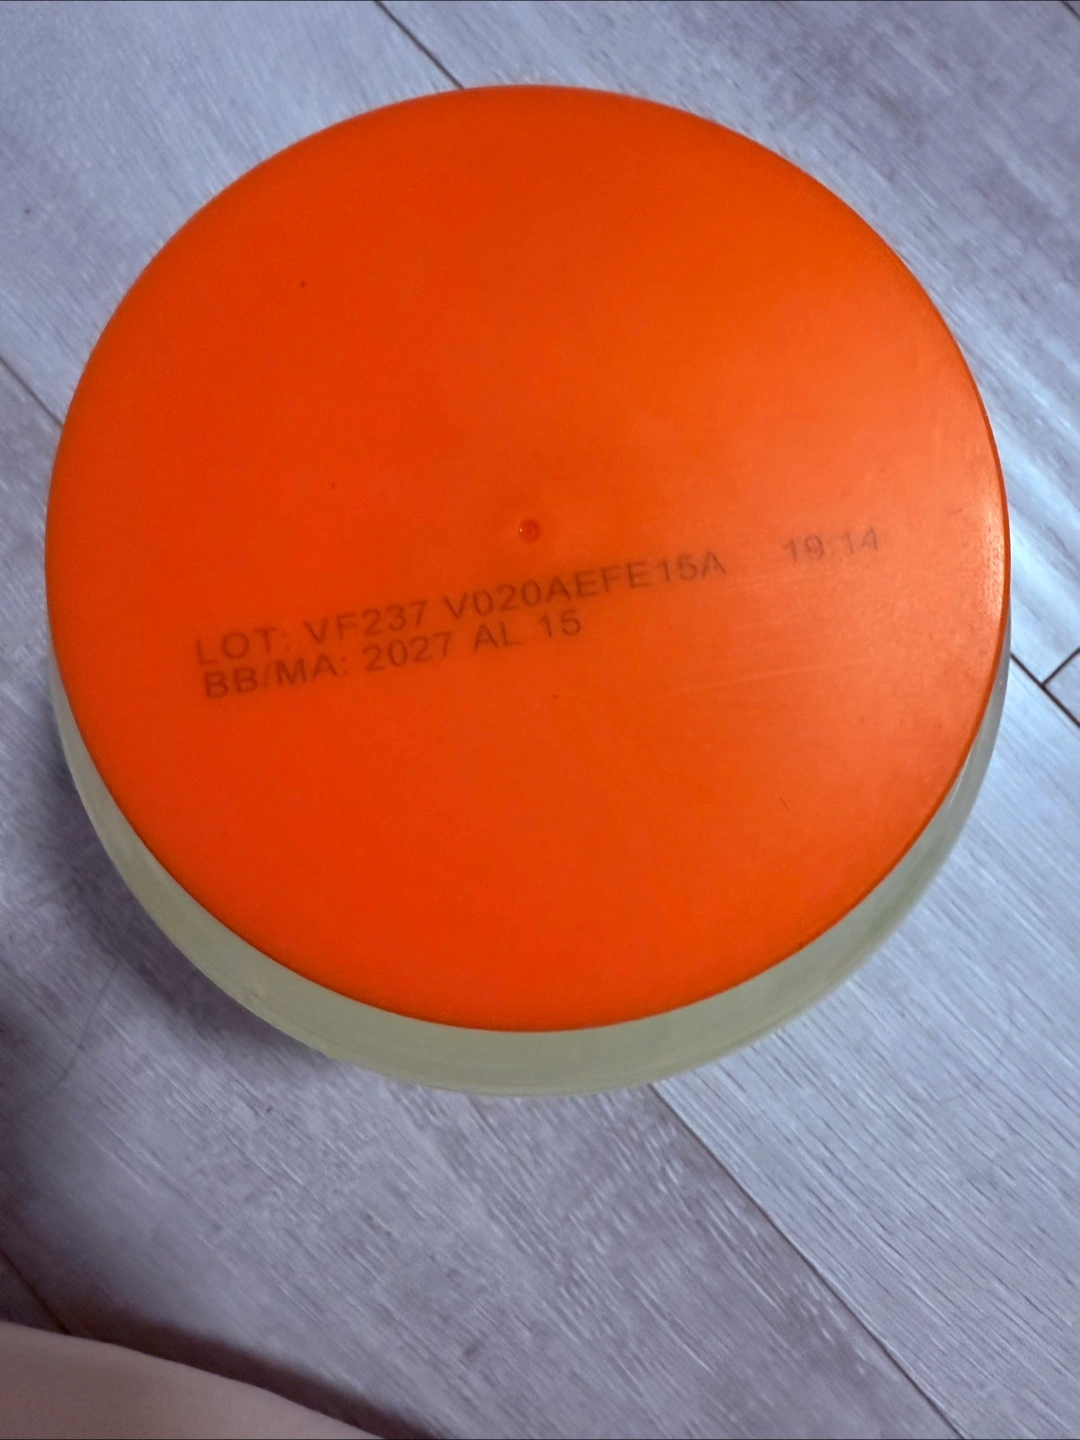 LOT: VF237 V020AEFE15A 19:14
BB/MA: 2027 AL 15